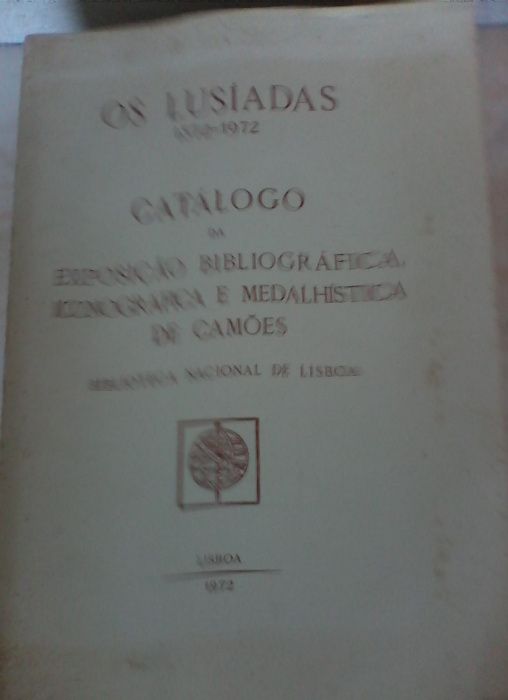 OS LUSÍADAS
1572-1972
CATÁLOGO
DA
EXPOSIÇÃO BIBLIOGRÁFICA,
ICONOGRÁFICA E MEDALHÍSTICA
DE CAMÕES
BIBLIOTECA NACIONAL DE LISBOA
LISBOA
1972